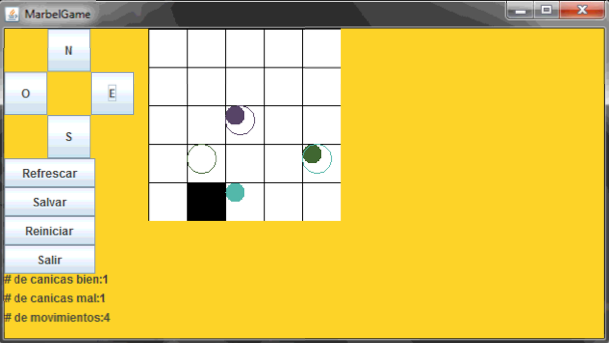 MarbelGame
N
O
E
S
Refrescar
Salvar
Reiniciar
Salir
# de canicas bien:1
# de canicas mal:1
# de movimientos:4